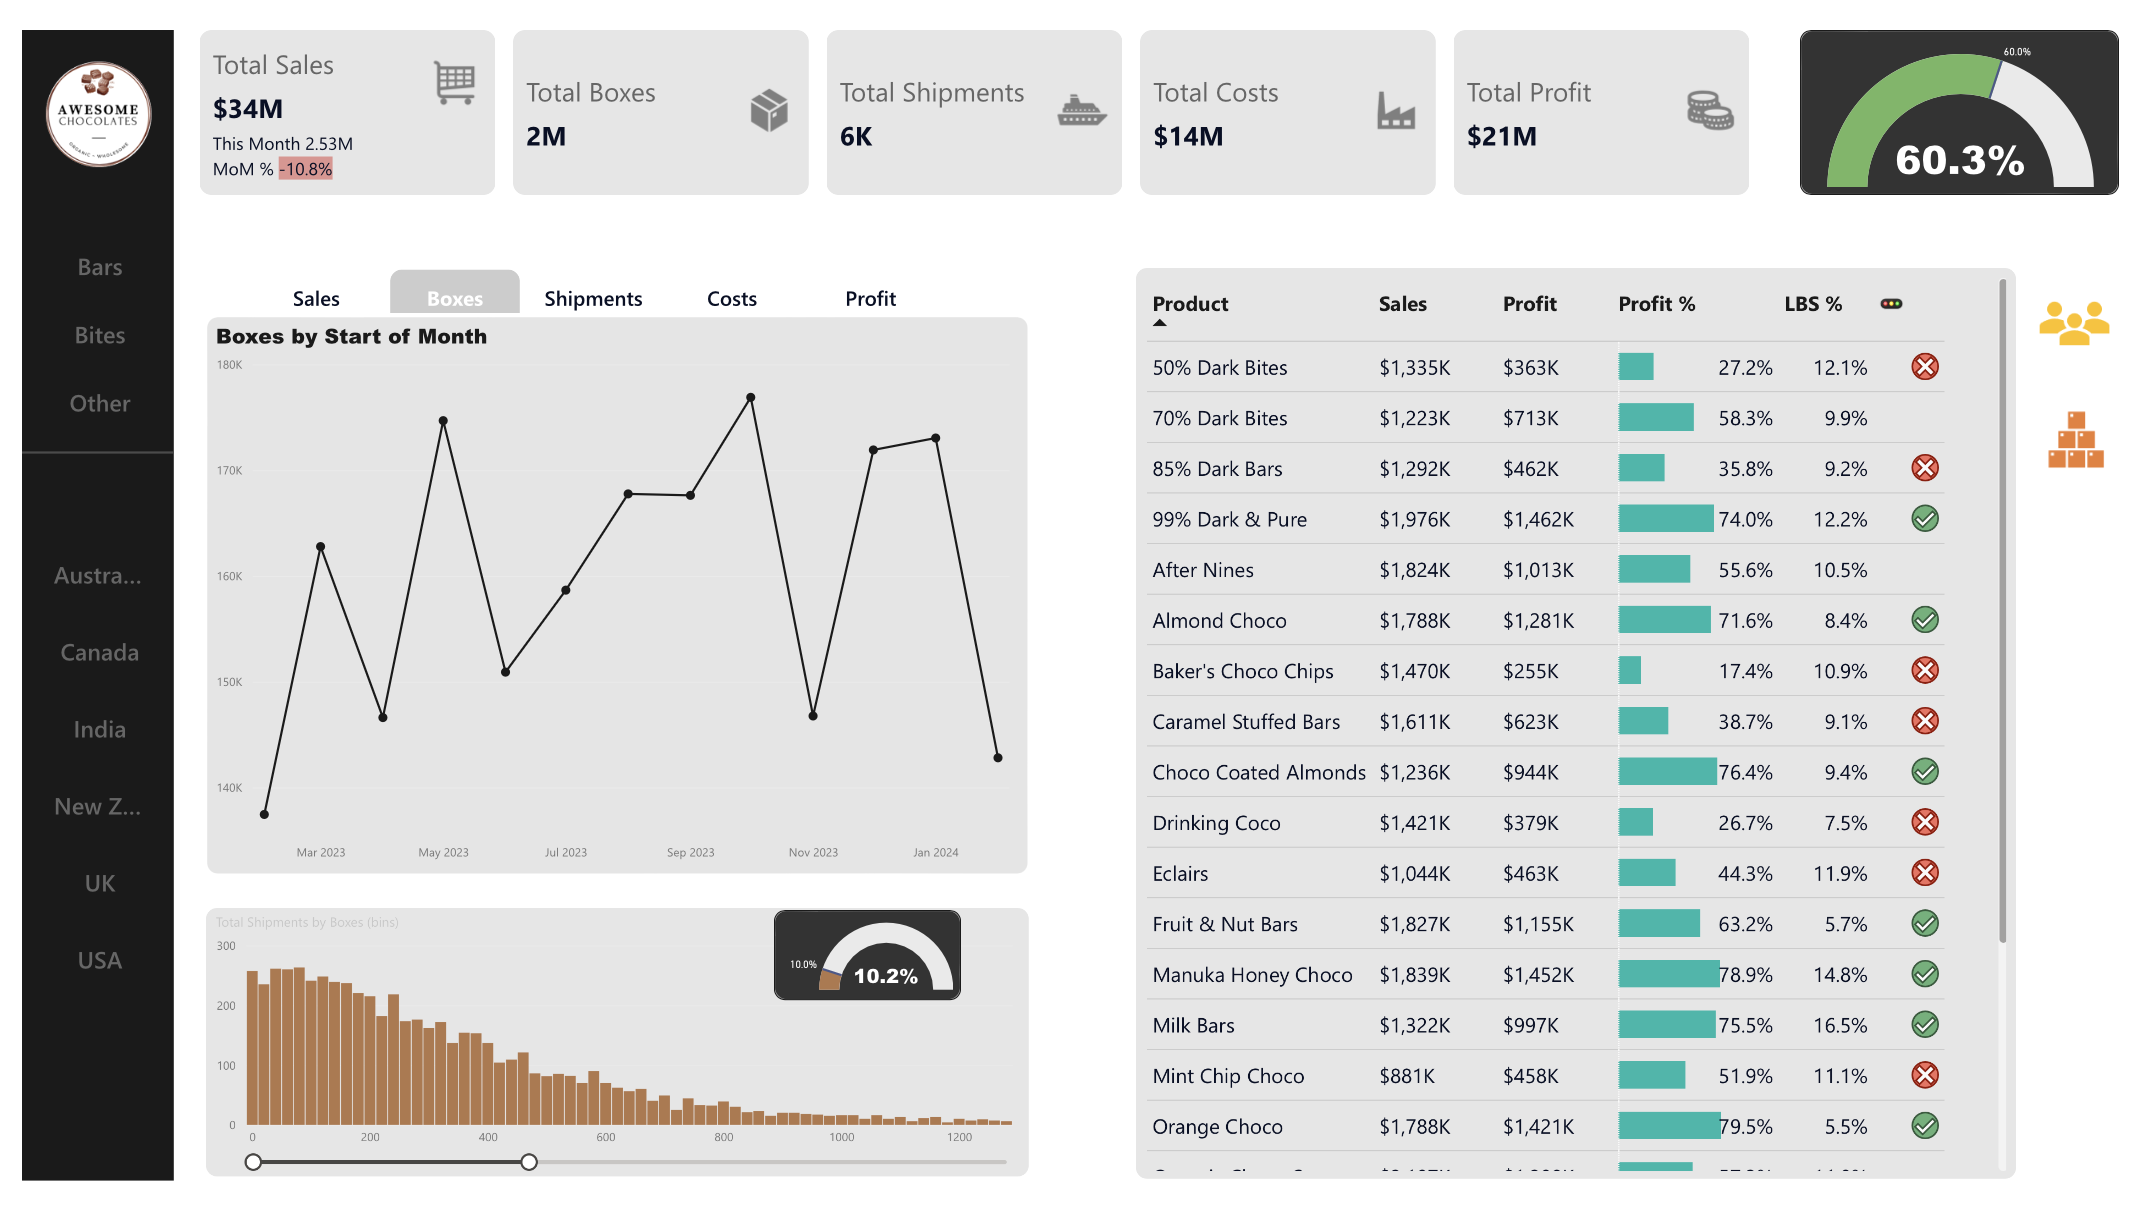 AWESOME
CHOCOLATES
ORGANIC - WHOLESOME
Bars
Bites
Other
Austra...
Canada
India
New Z...
UK
USA
Total Sales
$34M
This Month 2.53M
MoM % -10.8%
Total Boxes
2M
Total Shipments
6K
Total Costs
$14M
Total Profit
$21M
60.0%
60.3%
Sales Boxes Shipments Costs Profit
Boxes by Start of Month
180K
170K
160K
150K
140K
Mar 2023 May 2023 Jul 2023 Sep 2023 Nov 2023 Jan 2024
Total Shipments by Boxes (bins)
300
200
100
0
0 200 400 600 800 1000 1200
10.0%
10.2%
Product Sales Profit Profit % LBS %
50% Dark Bites $1,335K $363K 27.2% 12.1%
70% Dark Bites $1,223K $713K 58.3% 9.9%
85% Dark Bars $1,292K $462K 35.8% 9.2%
99% Dark & Pure $1,976K $1,462K 74.0% 12.2%
After Nines $1,824K $1,013K 55.6% 10.5%
Almond Choco $1,788K $1,281K 71.6% 8.4%
Baker's Choco Chips $1,470K $255K 17.4% 10.9%
Caramel Stuffed Bars $1,611K $623K 38.7% 9.1%
Choco Coated Almonds $1,236K $944K 76.4% 9.4%
Drinking Coco $1,421K $379K 26.7% 7.5%
Eclairs $1,044K $463K 44.3% 11.9%
Fruit & Nut Bars $1,827K $1,155K 63.2% 5.7%
Manuka Honey Choco $1,839K $1,452K 78.9% 14.8%
Milk Bars $1,322K $997K 75.5% 16.5%
Mint Chip Choco $881K $458K 51.9% 11.1%
Orange Choco $1,788K $1,421K 79.5% 5.5%